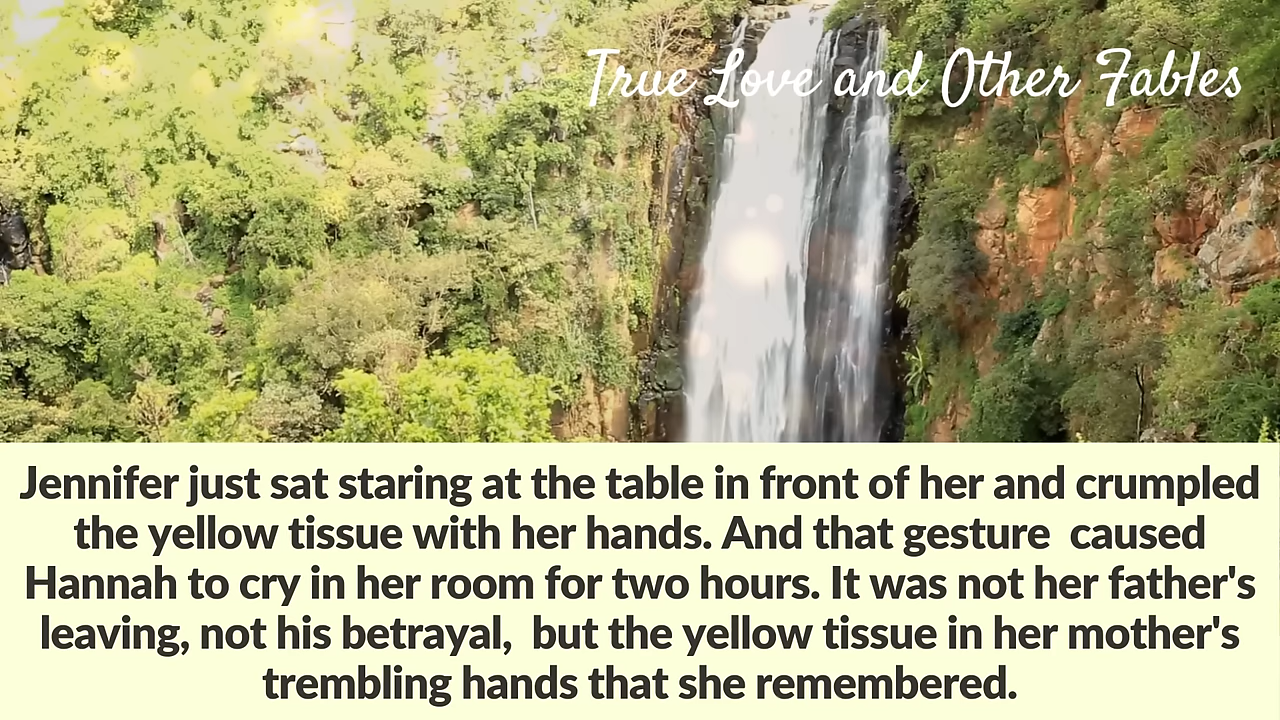 True Love and Other Fables
Jennifer just sat staring at the table in front of her and crumpled
the yellow tissue with her hands. And that gesture  caused
Hannah to cry in her room for two hours. It was not her father's
leaving, not his betrayal,  but the yellow tissue in her mother's
trembling hands that she remembered.